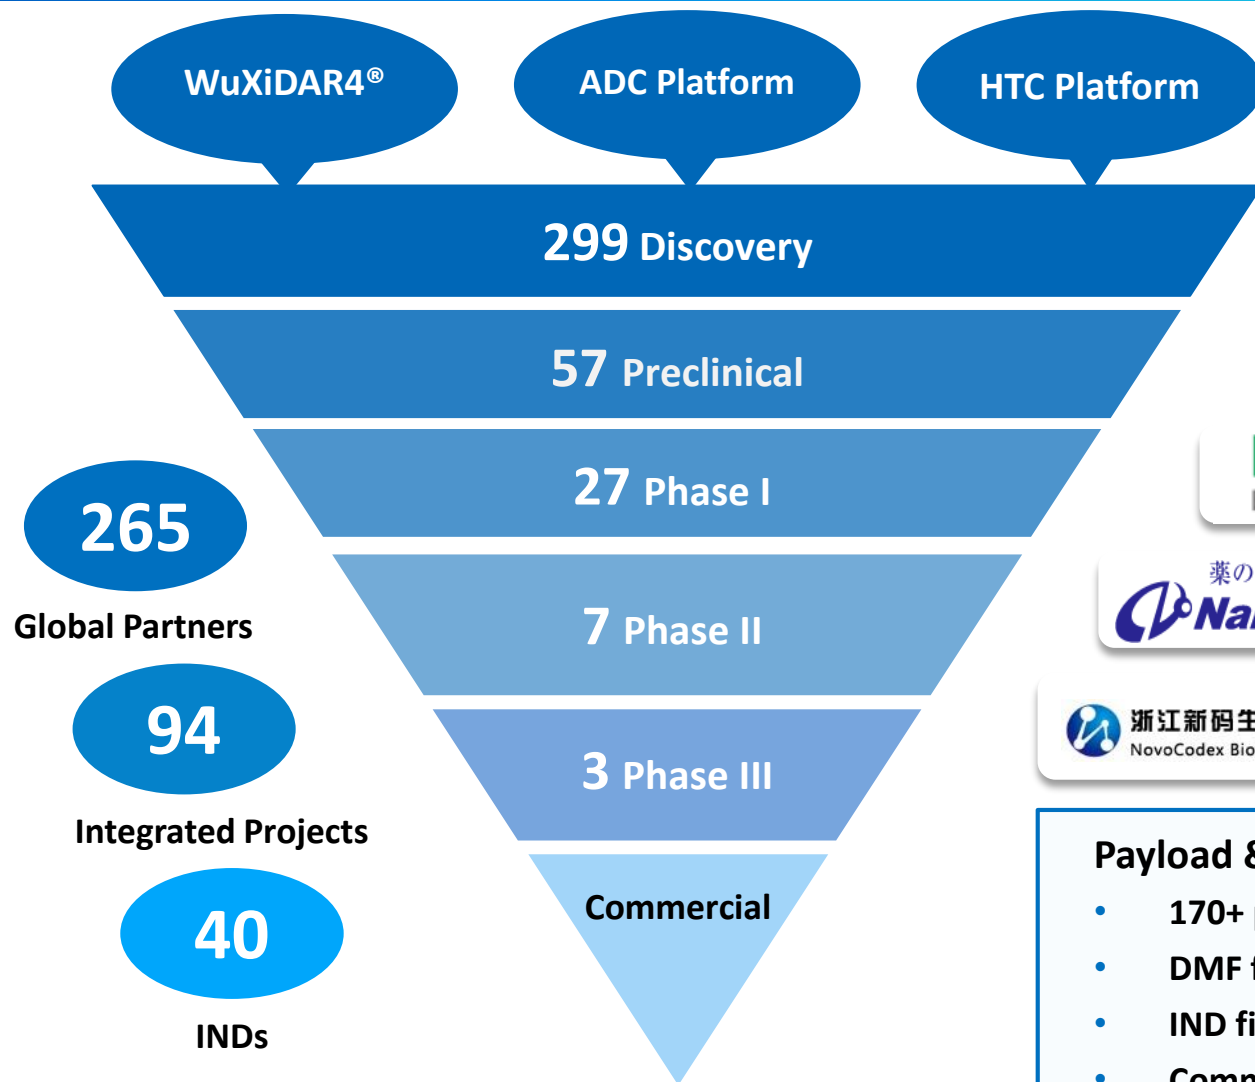 WuXiDAR4®
ADC Platform
HTC Platform
299 Discovery
57 Preclinical
27 Phase I
7 Phase II
3 Phase III
Commercial
265
Global Partners
94
Integrated Projects
40
INDs
薬の
浙江新码生
NovoCodex Bio
Payload &
• 170+
• DMF
• IND